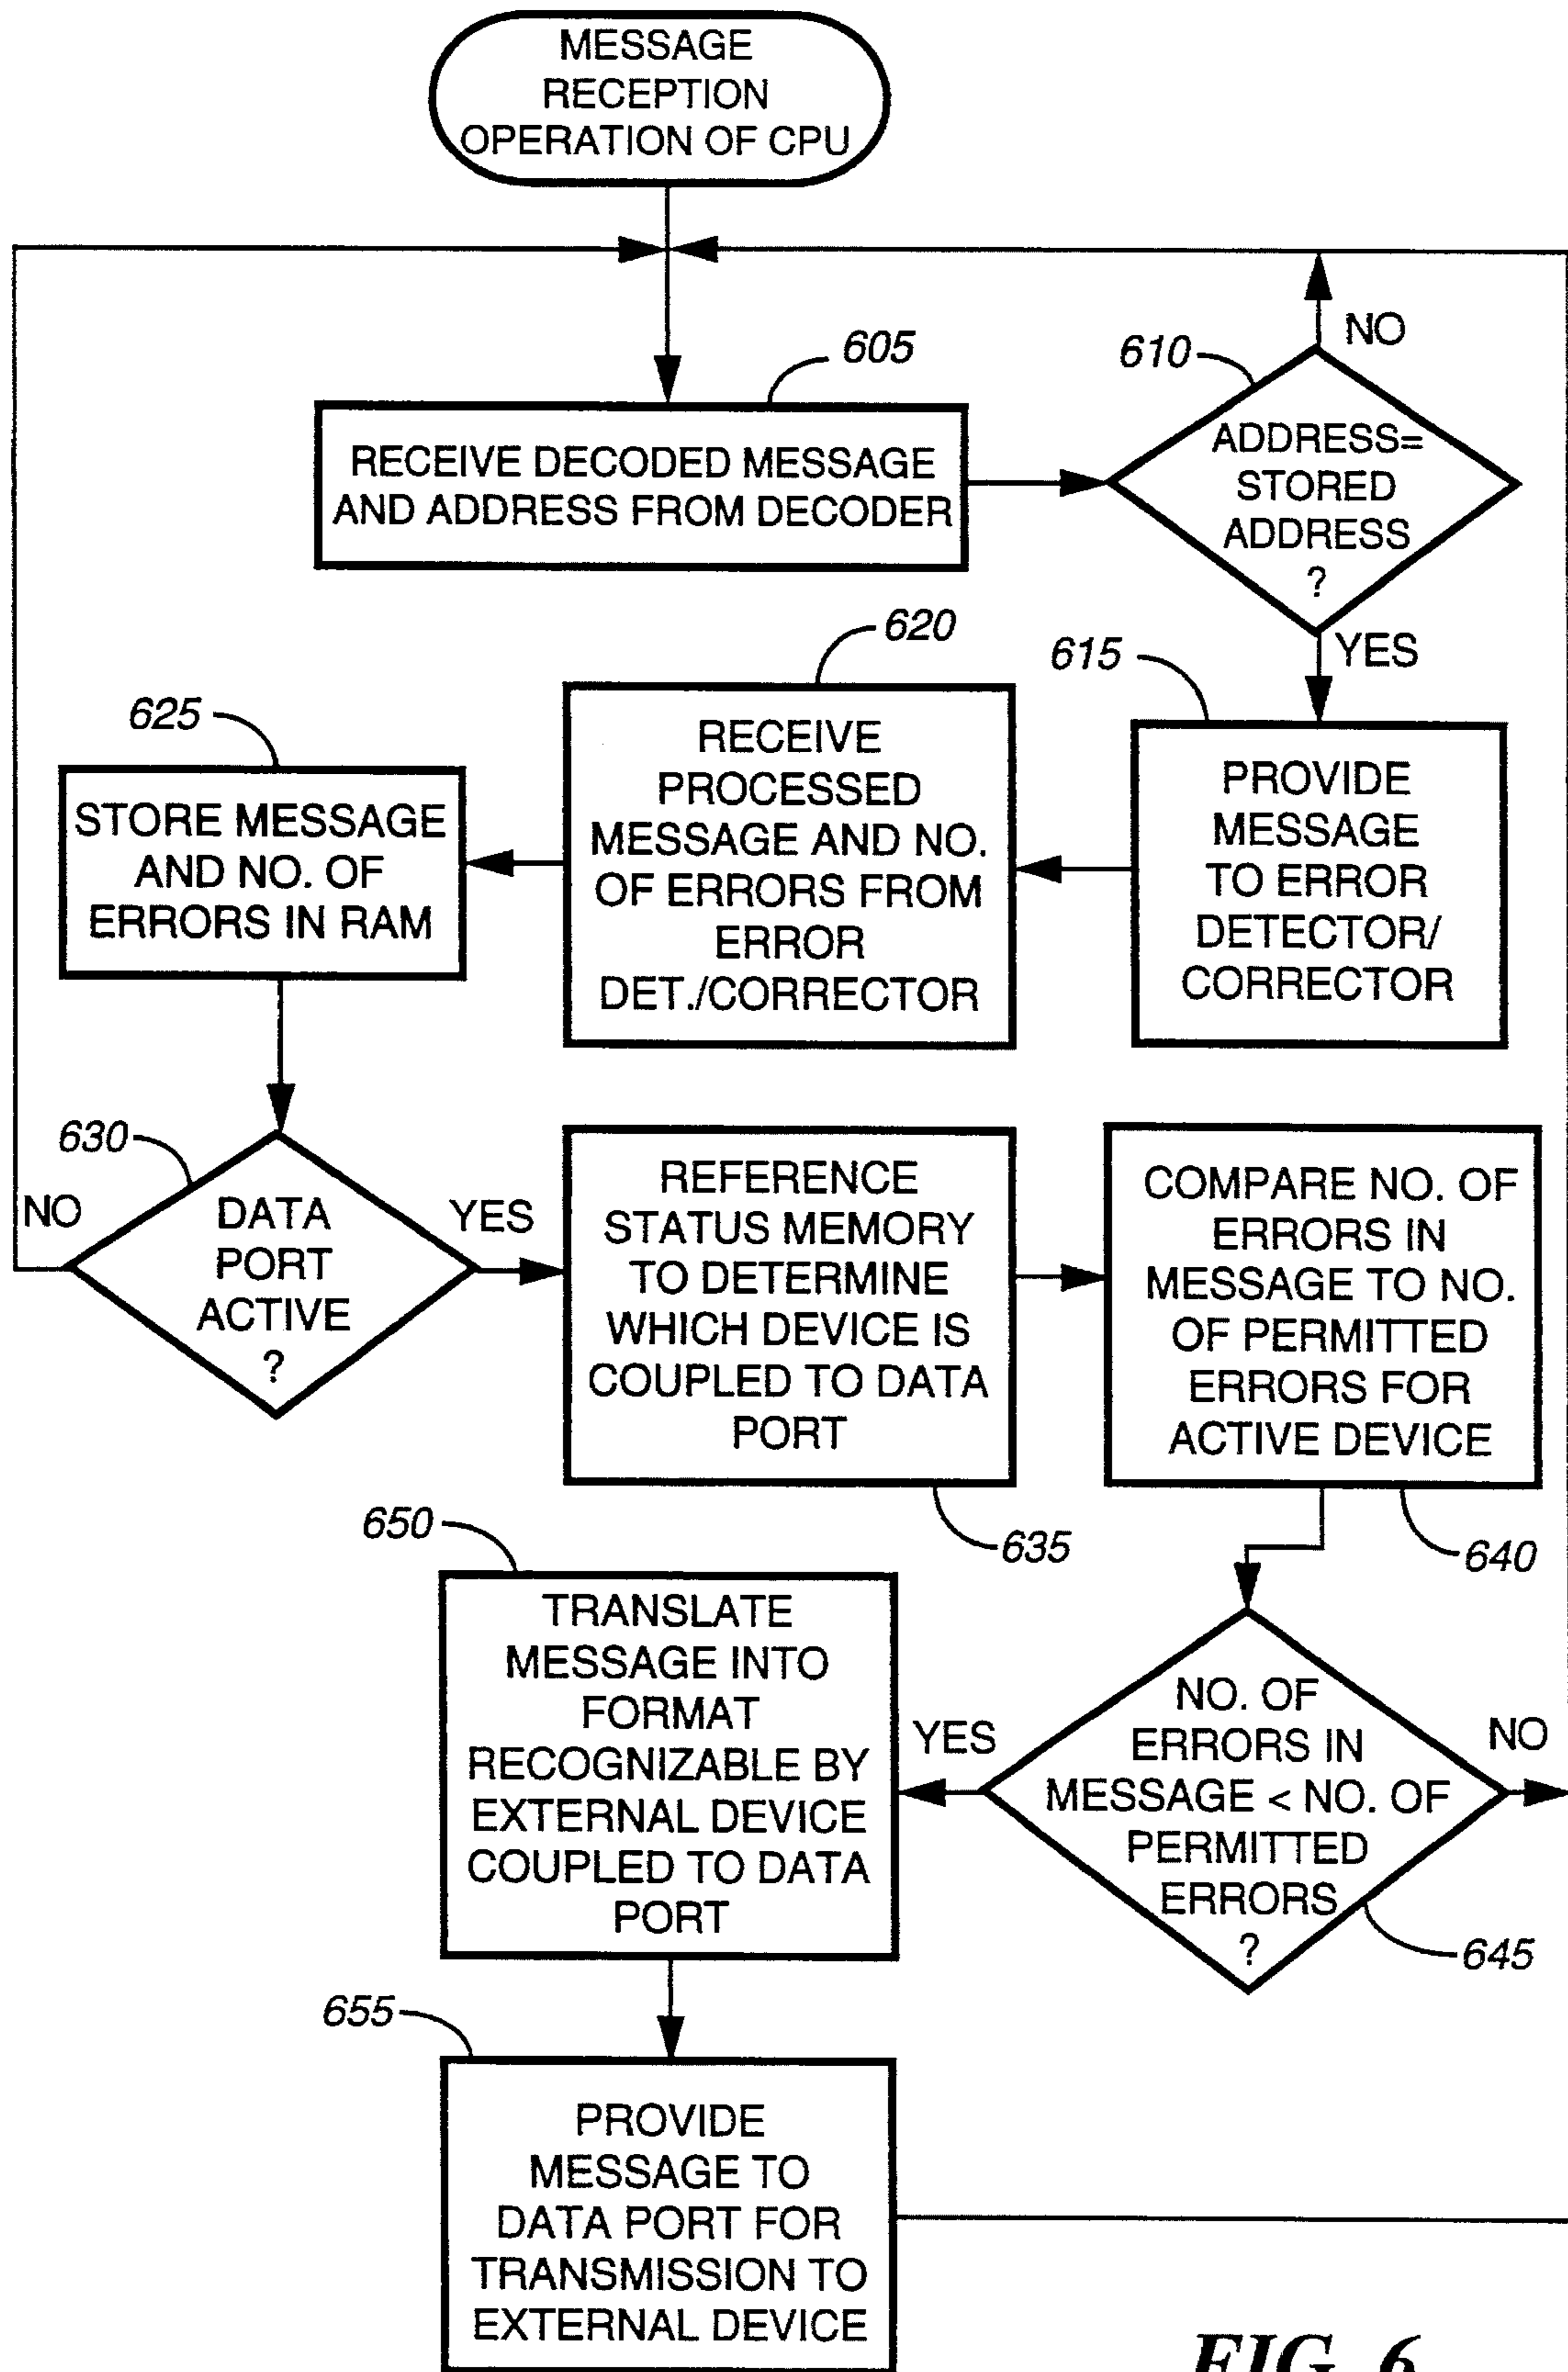 MESSAGE
RECEPTION
OPERATION OF CPU
605
RECEIVE DECODED MESSAGE
AND ADDRESS FROM DECODER
610
NO
ADDRESS=
STORED
ADDRESS
?
YES
615
PROVIDE
MESSAGE
TO ERROR
DETECTOR/
CORRECTOR
620
RECEIVE
PROCESSED
MESSAGE AND NO.
OF ERRORS FROM
ERROR
DET./CORRECTOR
625
STORE MESSAGE
AND NO. OF
ERRORS IN RAM
630
NO
DATA
PORT
ACTIVE
?
YES
REFERENCE
STATUS MEMORY
TO DETERMINE
WHICH DEVICE IS
COUPLED TO DATA
PORT
635
COMPARE NO. OF
ERRORS IN
MESSAGE TO NO.
OF PERMITTED
ERRORS FOR
ACTIVE DEVICE
640
NO. OF
ERRORS IN
MESSAGE < NO. OF
PERMITTED
ERRORS
?
645
NO
YES
650
TRANSLATE
MESSAGE INTO
FORMAT
RECOGNIZABLE BY
EXTERNAL DEVICE
COUPLED TO DATA
PORT
655
PROVIDE
MESSAGE TO
DATA PORT FOR
TRANSMISSION TO
EXTERNAL DEVICE
FIG. 6